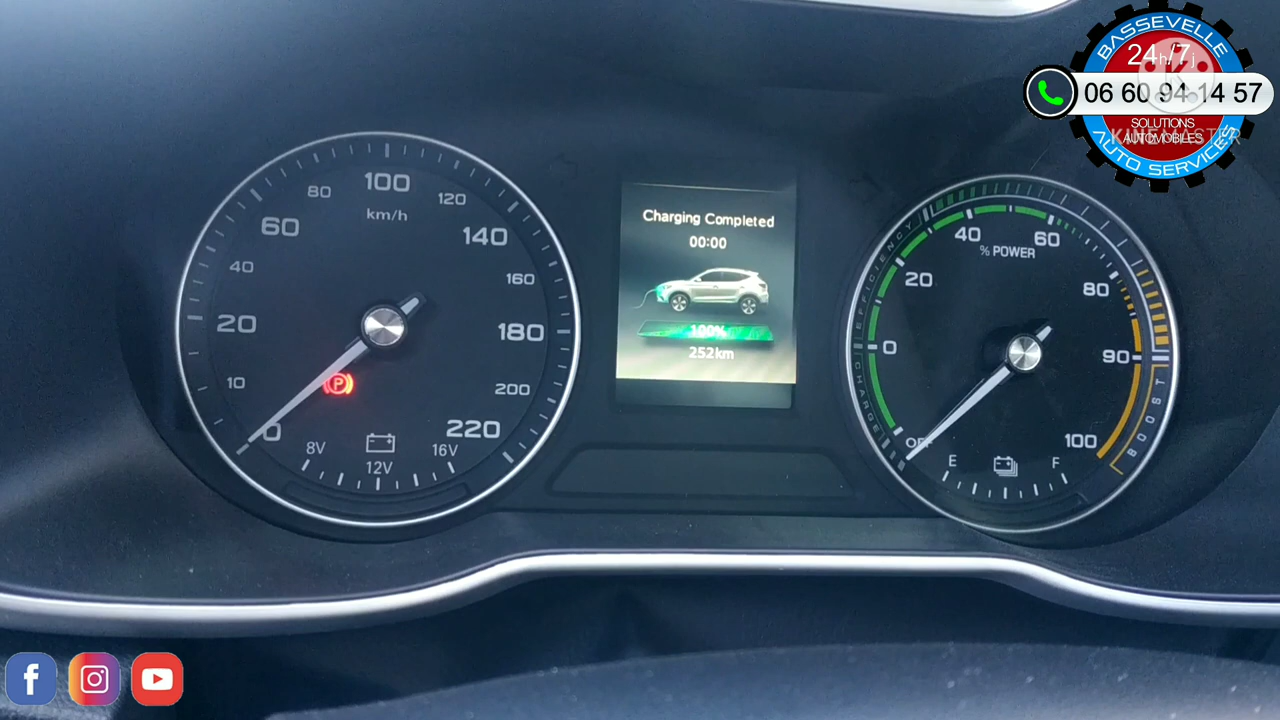 BASSEVELLE
24h/7j
06 60 94 14 57
SOLUTIONS
AUTOMOBILES
KINEMASTER
AUTO SERVICES
Charging Completed
00:00
100%
252km
0
10
20
40
60
80
100
120
140
160
180
200
220
km/h
P
8V
12V
16V
OFF
0
20
40
60
80
90
100
% POWER
CHARGE
EFFICIENCY
BOOST
E
F